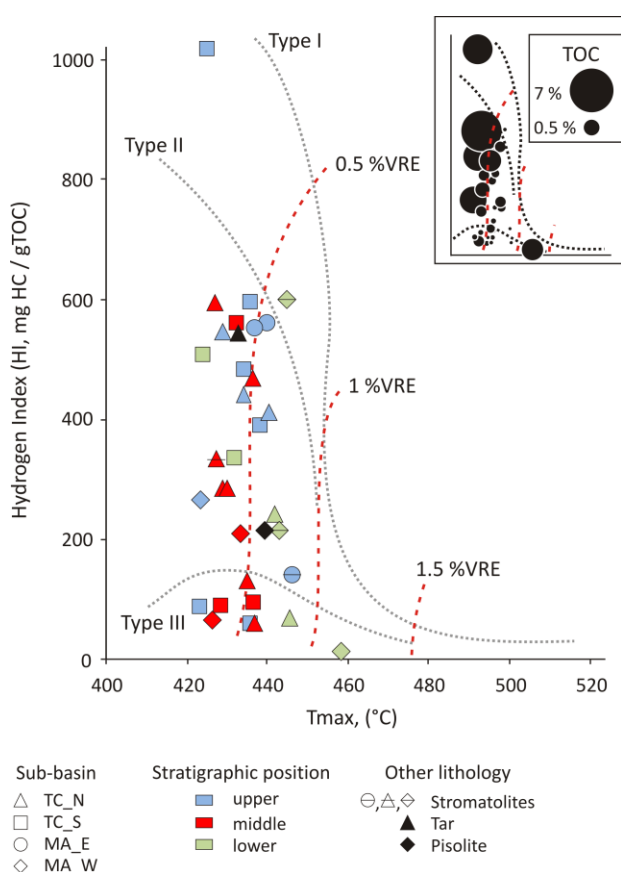 Type I
TOC
7 %
0.5 %
Type II
0.5 %VRE
1 %VRE
1.5 %VRE
Type III
Hydrogen Index (HI, mg HC / gTOC)
1000
800
600
400
200
0
400
420
440
460
480
500
520
Tmax, (°C)
Sub-basin
TC_N
TC_S
MA_E
MA_W
Stratigraphic position
upper
middle
lower
Other lithology
, , Stromatolites
Tar
Pisolite